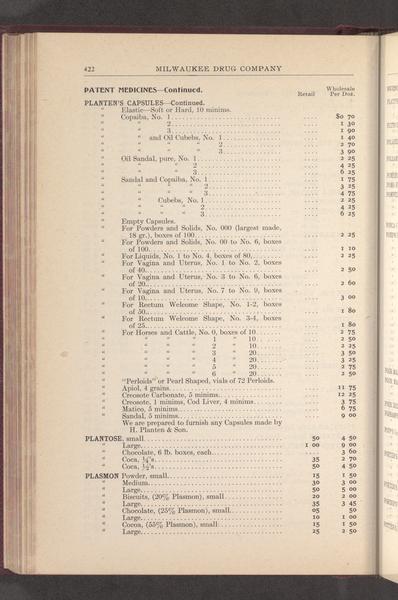 422 MILWAUKEE DRUG COMPANY
PATENT MEDICINES—Continued. Retail Wholesale Per Doz.
PLANTEN'S CAPSULES—Continued.
" Elastic—Soft or Hard, 10 minims.
" Copaiba, No. 1 .... $0 70
" " 2 .... 1 30
" " 3 .... 1 90
" " and Oil Cubebs, No. 1 .... 1 40
" " " " 2 .... 2 70
" " " " 3 .... 3 90
" Oil Sandal, pure, No. 1 .... 2 25
" " " 2 .... 4 25
" " " 3 .... 6 25
" Sandal and Copaiba, No. 1 .... 1 75
" " " " 2 .... 3 25
" " " " 3 .... 4 75
" " Cubebs, No. 1 .... 2 25
" " " " 2 .... 4 25
" " " " 3 .... 6 25
" Empty Capsules.
" For Powders and Solids, No. 000 (largest made,
18 gr.), boxes of 100 .... 2 25
" For Powders and Solids, No. 00 to No. 6, boxes
of 100 .... 1 10
" For Liquids, No. 1 to No. 4, boxes of 80 .... 2 25
" For Vagina and Uterus, No. 1 to No. 2, boxes
of 40 .... 2 50
" For Vagina and Uterus, No. 3 to No. 6, boxes
of 20 .... 2 60
" For Vagina and Uterus, No. 7 to No. 9, boxes
of 10 .... 3 00
" For Rectum Welcome Shape, No. 1-2, boxes
of 50 .... 1 80
" For Rectum Welcome Shape, No. 3-4, boxes
of 25 .... 1 80
" For Horses and Cattle, No. 0, boxes of 10 .... 2 75
" " " " 1 " 10 .... 2 50
" " " " 2 " 10 .... 2 25
" " " " 3 " 20 .... 3 50
" " " " 4 " 20 .... 3 25
" " " " 5 " 20 .... 2 75
" " " " 6 " 20 .... 2 50
" "Perloids" or Pearl Shaped, vials of 72 Perloids.
" Apiol, 4 grains .... 11 75
" Creosote Carbonate, 5 minims .... 12 25
" Creosote, 1 minims, Cod Liver, 4 minims .... 3 75
" Matico, 5 minims .... 6 75
" Sandal, 5 minims .... 9 00
" We are prepared to furnish any Capsules made by
H. Planten & Son.
PLANTOSE, small .... 50 4 50
" Large .... 1 00 9 00
" Chocolate, 6 lb. boxes, each .... 3 60
" Coca, ¼'s .... 35 2 70
" Coca, ½'s .... 50 4 50
PLASMON Powder, small .... 15 1 50
" Medium .... 30 3 00
" Large .... 50 5 00
" Biscuits, (20% Plasmon), small .... 20 2 00
" Large .... 35 3 45
" Chocolate, (25% Plasmon), small .... 05 50
" Large .... 10 1 00
" Cocoa, (55% Plasmon), small .... 15 1 50
" Large .... 25 2 50